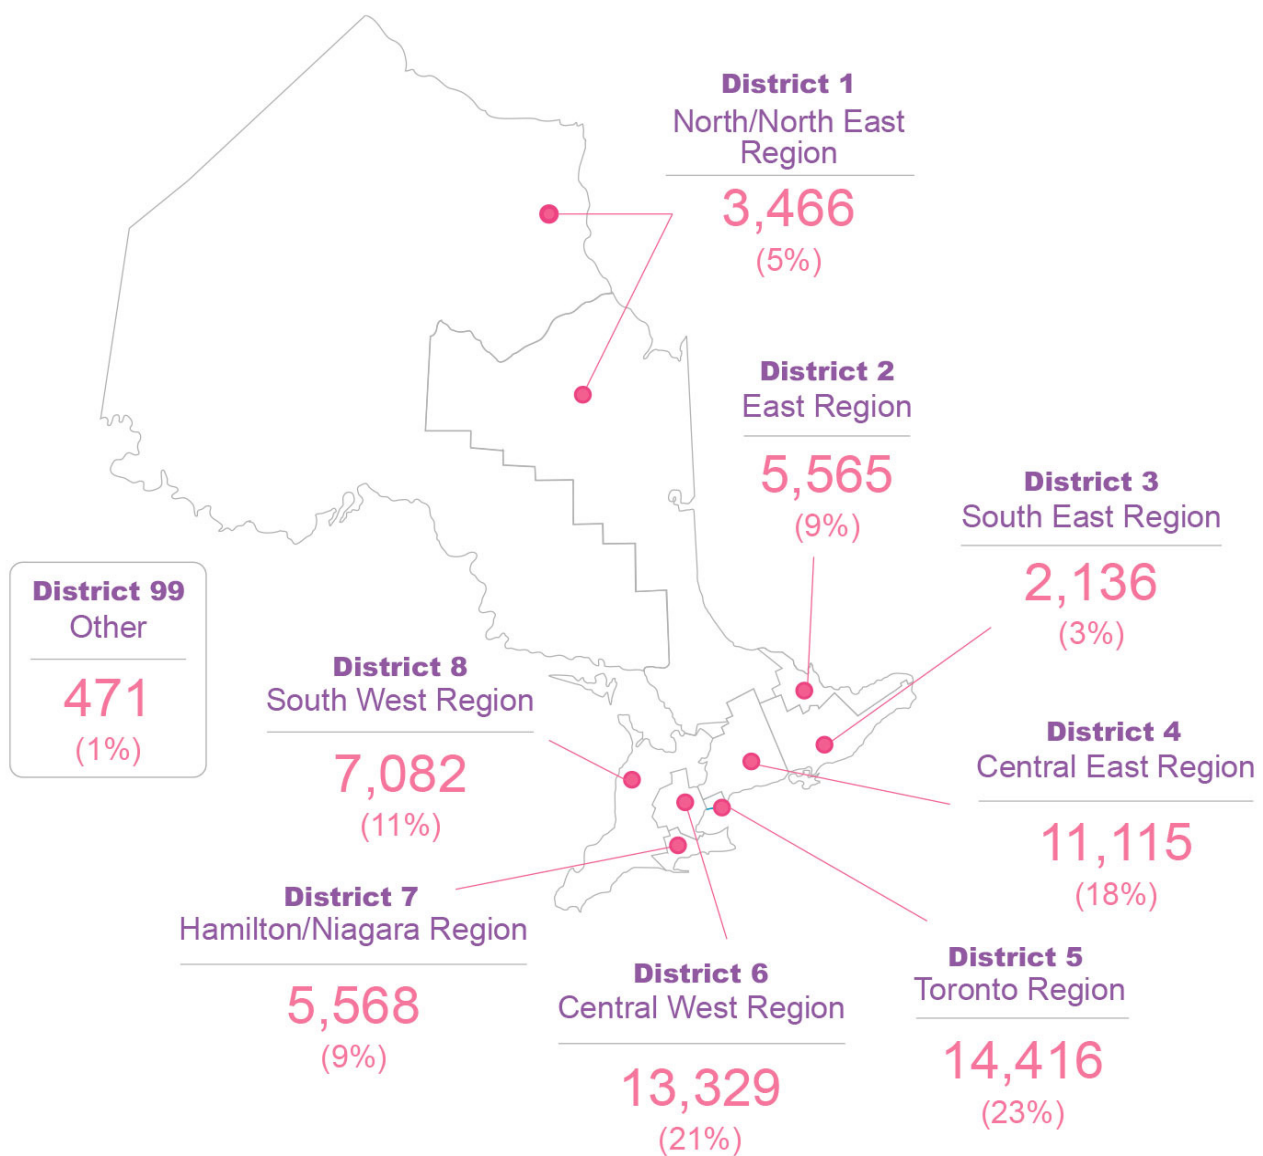 District 1
North/North East
Region
3,466
(5%)
District 2
East Region
5,565
(9%)
District 3
South East Region
2,136
(3%)
District 99
Other
471
(1%)
District 8
South West Region
7,082
(11%)
District 4
Central East Region
11,115
(18%)
District 7
Hamilton/Niagara Region
5,568
(9%)
District 6
Central West Region
13,329
(21%)
District 5
Toronto Region
14,416
(23%)